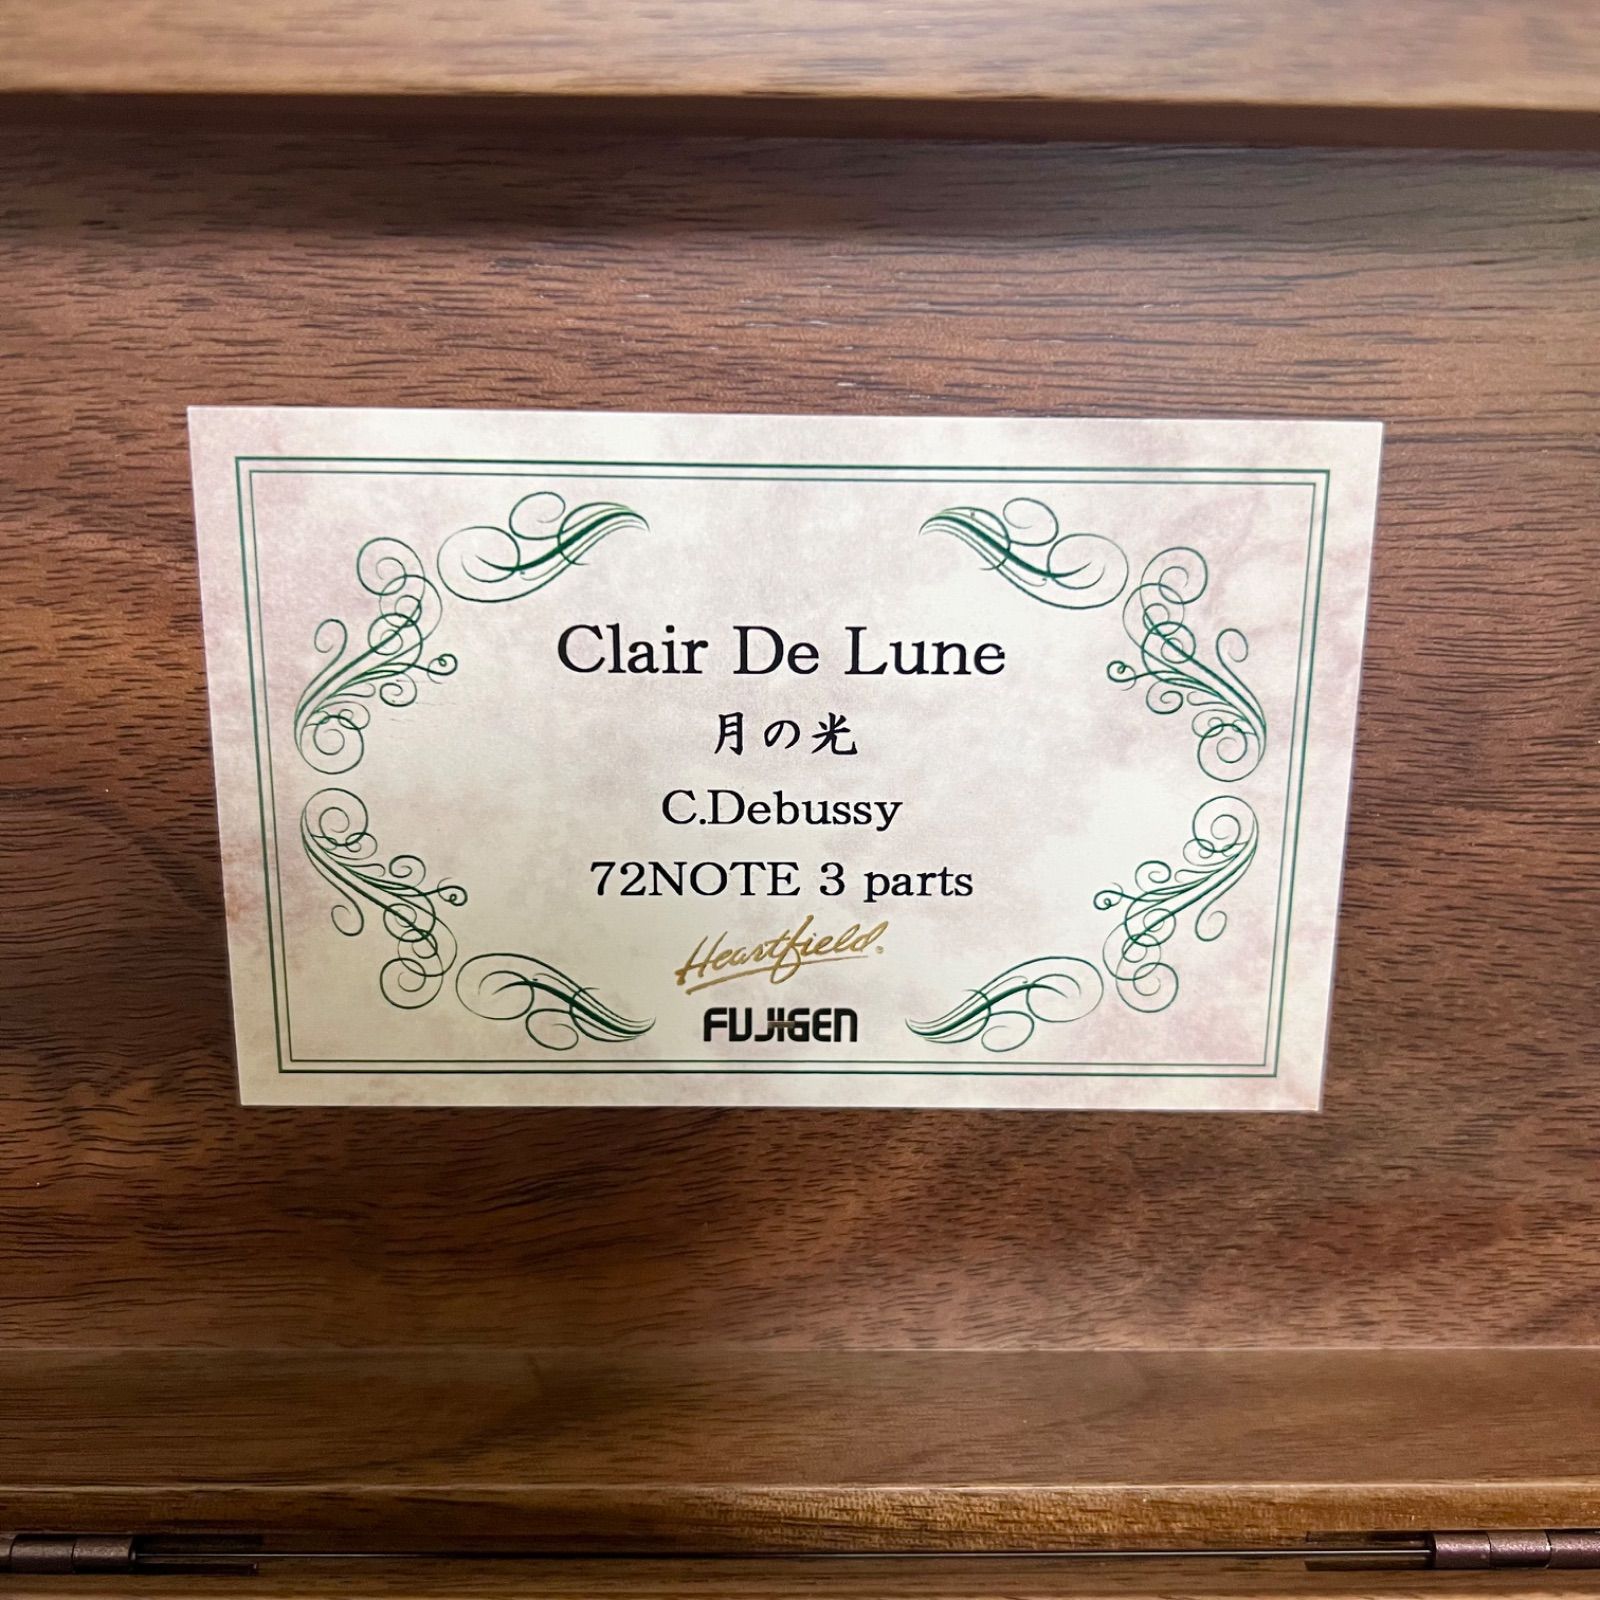 Clair De Lune
月の光
C.Debussy
72NOTE 3 parts
Heartfield®
FUJIGEN